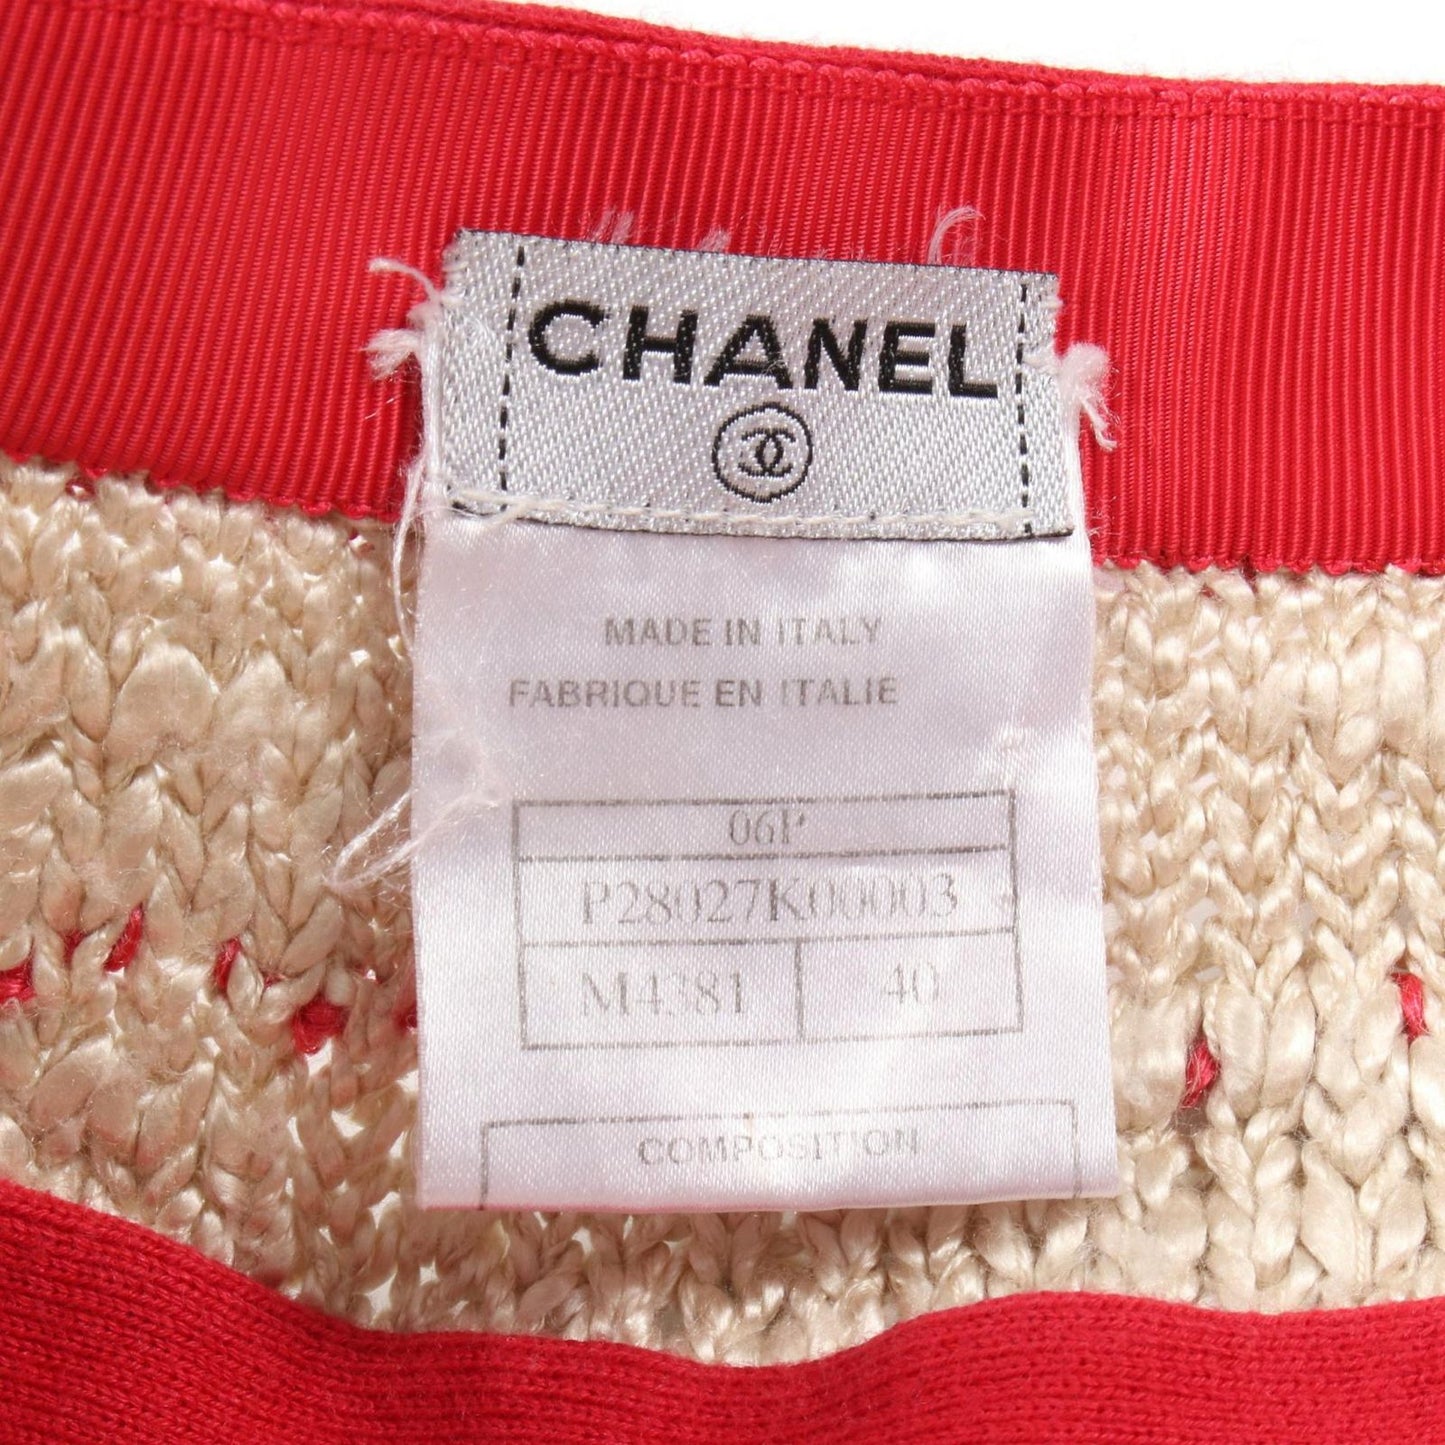 CHANEL
MADE IN ITALY
FABRIQUE EN ITALIE
06P
P28027K00003
M4381 40
COMPOSITION